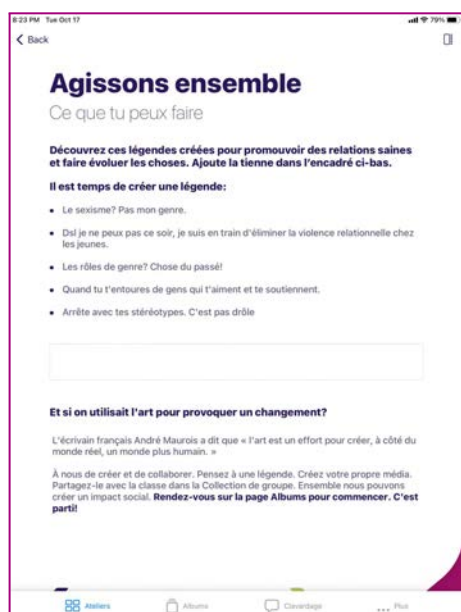 8:23 PM Tue Oct 17
79%
Back
Agissons ensemble
Ce que tu peux faire
Découvrez ces légendes créées pour promouvoir des relations saines
et faire évoluer les choses. Ajoute la tienne dans l'encadré ci-bas.
Il est temps de créer une légende:
• Le sexisme? Pas mon genre.
• Dsl je ne peux pas ce soir, je suis en train d'éliminer la violence relationnelle chez
les jeunes.
• Les rôles de genre? Chose du passé!
• Quand tu t'entoures de gens qui t'aiment et te soutiennent.
• Arrête avec tes stéréotypes. C'est pas drôle
Et si on utilisait l'art pour provoquer un changement?
L'écrivain français André Maurois a dit que « l'art est un effort pour créer, à côté du
monde réel, un monde plus humain. »
À nous de créer et de collaborer. Pensez à une légende. Créez votre propre média.
Partagez-le avec la classe dans la Collection de groupe. Ensemble nous pouvons
créer un impact social. Rendez-vous sur la page Albums pour commencer. C'est
parti!
Ateliers
Albums
Clavardage
Plus